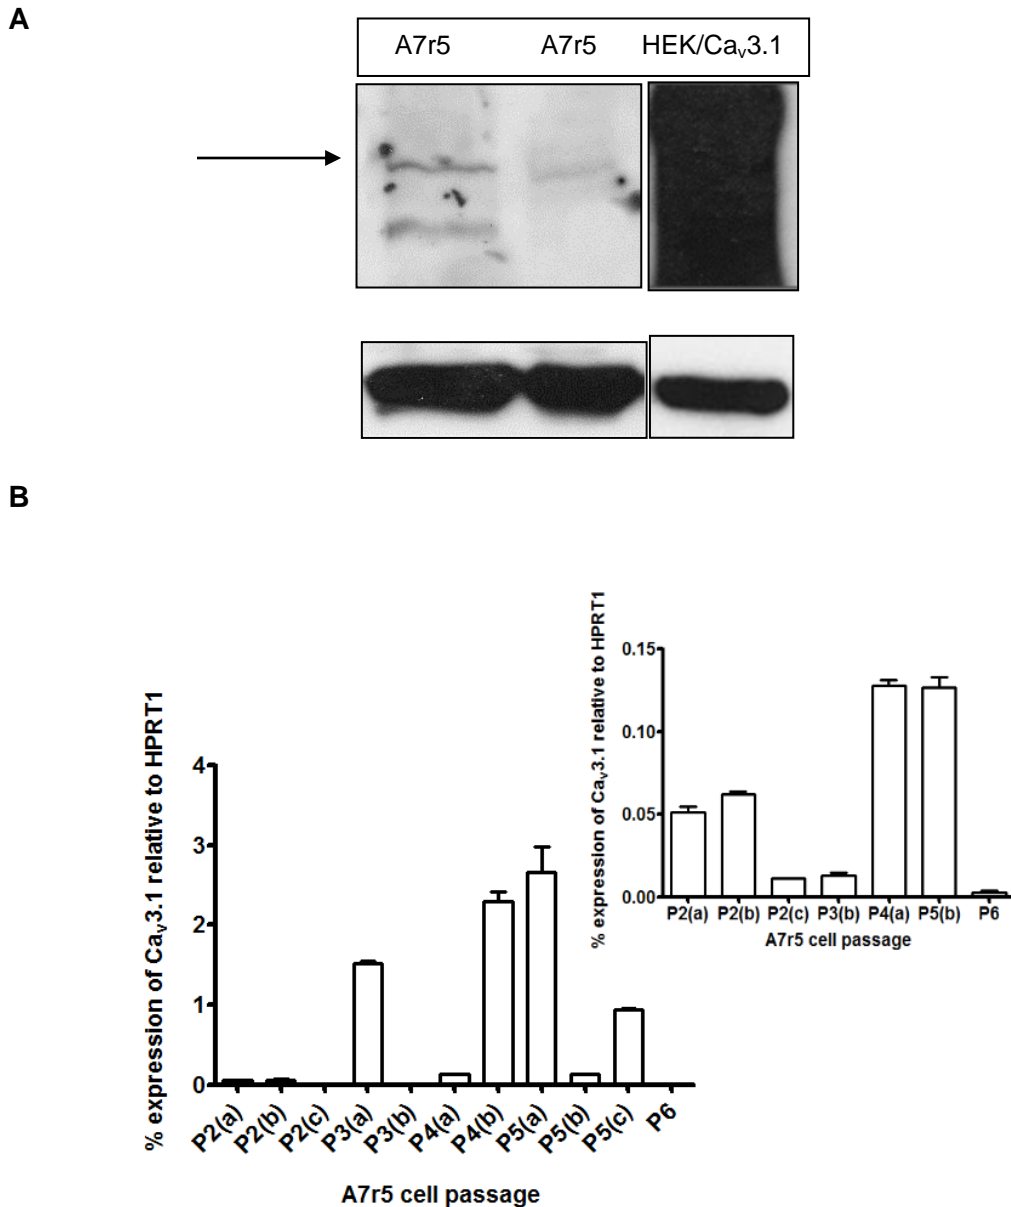 A
A7r5 A7r5 HEK/Cav3.1
B
% expression of Cav3.1 relative to HPRT1
0.15
0.10
0.05
0.00
P2(a) P2(b) P2(c) P3(b) P4(a) P5(b) P6
A7r5 cell passage
% expression of Cav3.1 relative to HPRT1
4
3
2
1
0
P2(a) P2(b) P2(c) P3(a) P3(b) P4(a) P4(b) P5(a) P5(b) P5(c) P6
A7r5 cell passage